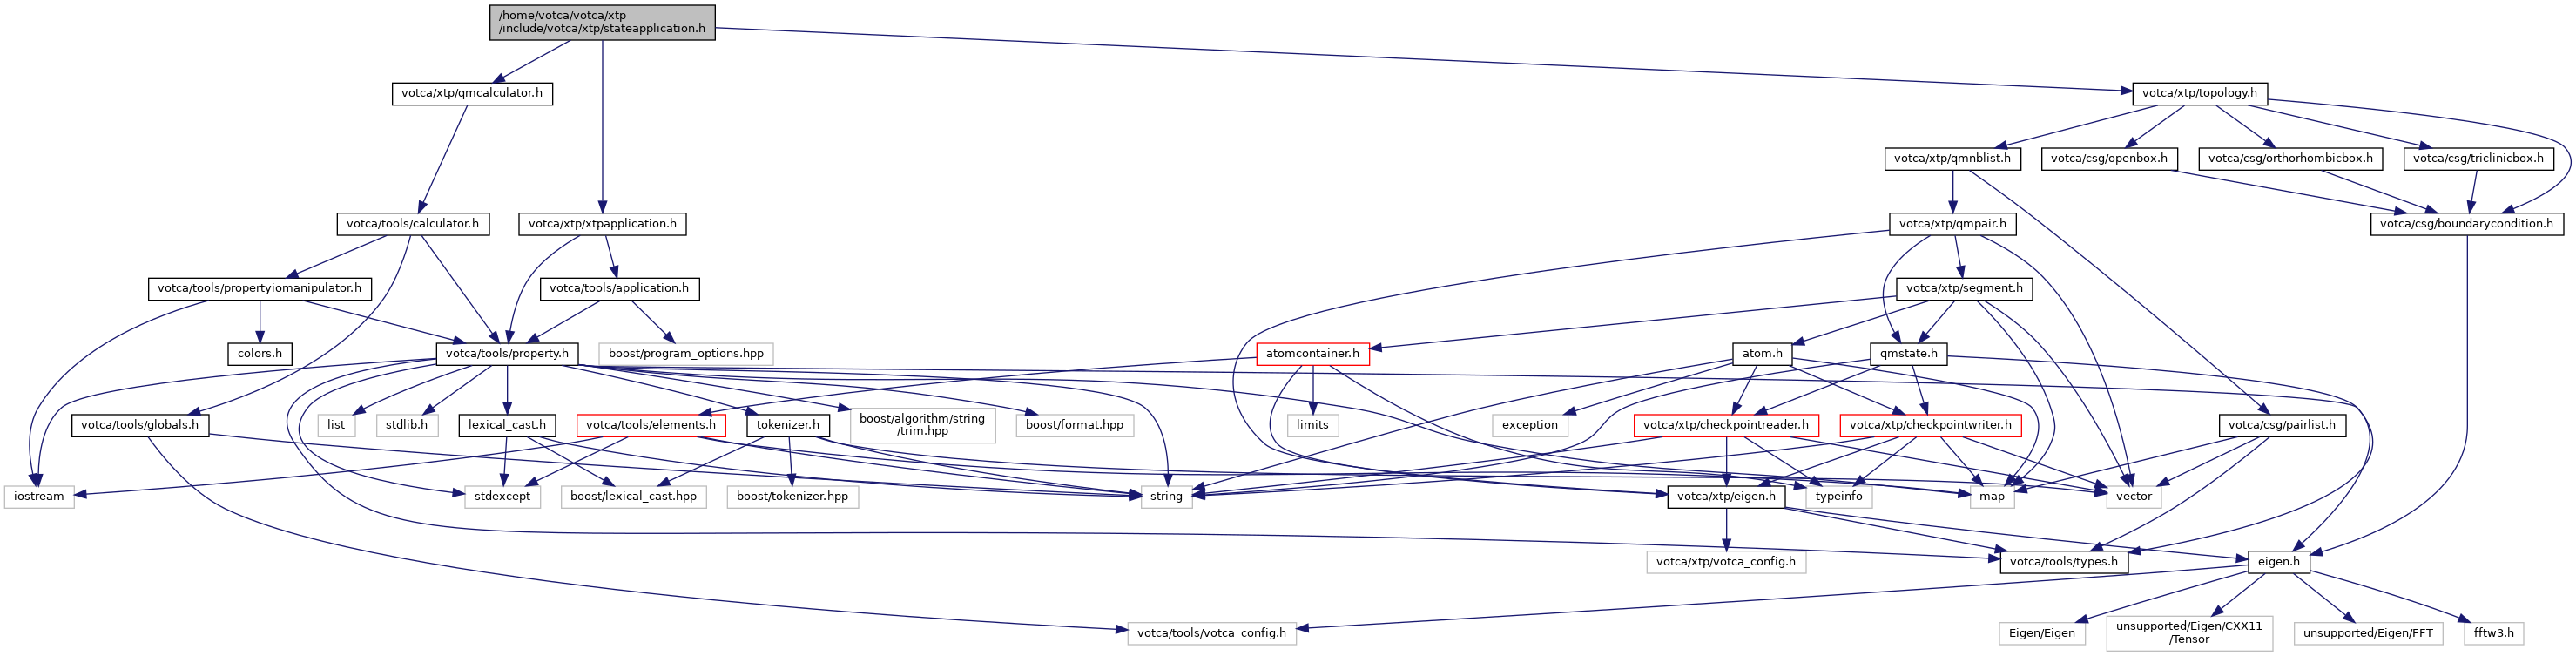 /home/votca/votca/xtp
/include/votca/xtp/stateapplication.h
votca/xtp/qmcalculator.h
votca/xtp/topology.h
votca/xtp/qmnblist.h
votca/csg/openbox.h
votca/csg/orthorhombicbox.h
votca/csg/triclinicbox.h
votca/tools/calculator.h
votca/xtp/xtpapplication.h
votca/xtp/qmpair.h
votca/csg/boundarycondition.h
votca/tools/propertyiomanipulator.h
votca/tools/application.h
votca/xtp/segment.h
colors.h
votca/tools/property.h
boost/program_options.hpp
atomcontainer.h
atom.h
qmstate.h
votca/tools/globals.h
list
stdlib.h
lexical_cast.h
votca/tools/elements.h
tokenizer.h
boost/algorithm/string
/trim.hpp
boost/format.hpp
limits
exception
votca/xtp/checkpointreader.h
votca/xtp/checkpointwriter.h
votca/csg/pairlist.h
iostream
stdexcept
boost/lexical_cast.hpp
boost/tokenizer.hpp
string
votca/xtp/eigen.h
typeinfo
map
vector
votca/xtp/votca_config.h
votca/tools/types.h
eigen.h
votca/tools/votca_config.h
Eigen/Eigen
unsupported/Eigen/CXX11
/Tensor
unsupported/Eigen/FFT
fftw3.h